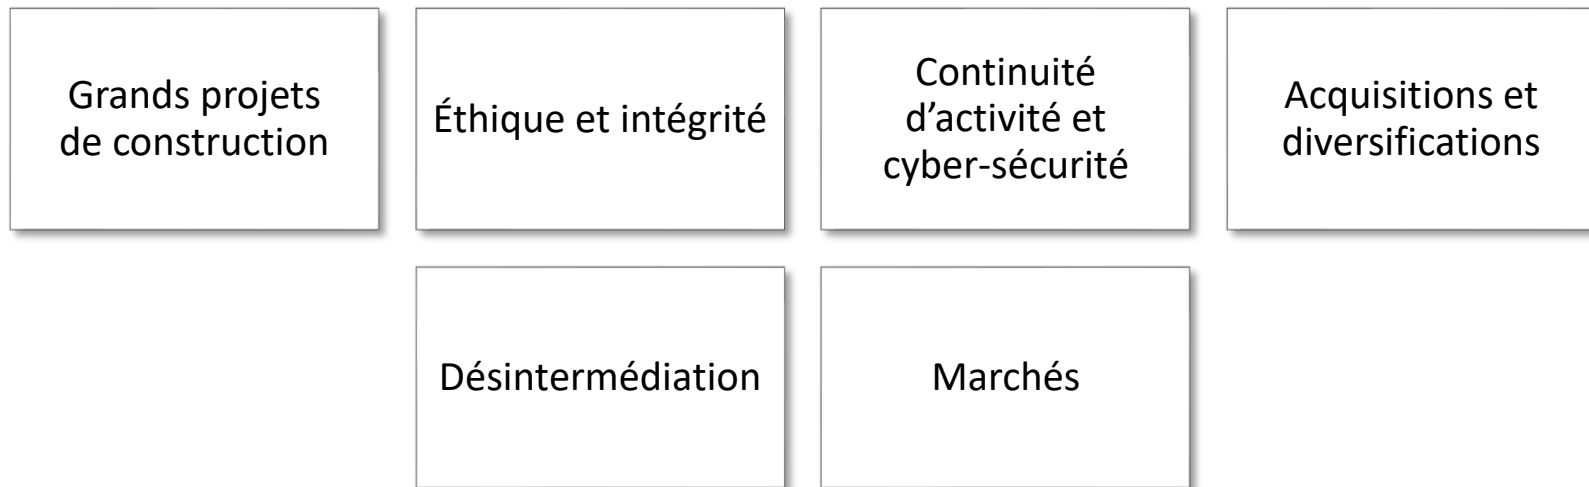 Grands projets
de construction
Éthique et intégrité
Continuité
d’activité et
cyber-sécurité
Acquisitions et
diversifications
Désintermédiation
Marchés